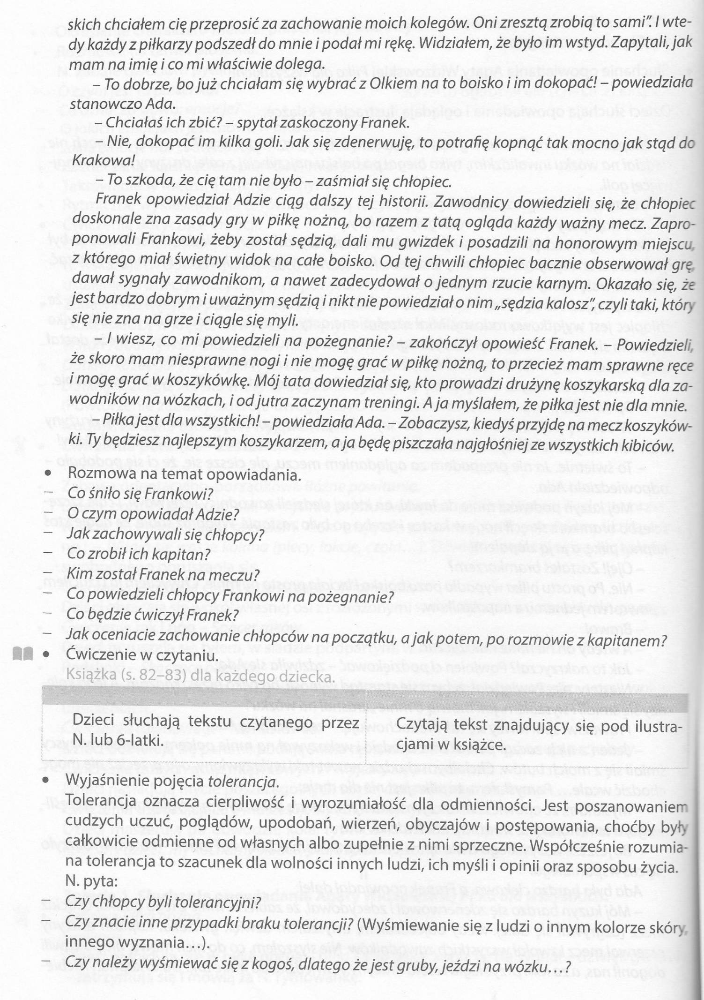 skich chciałem cię przeprosić za zachowanie moich kolegów. Oni zresztą zrobią to sami”. I wte-
dy każdy z piłkarzy podszedł do mnie i podał mi rękę. Widziałem, że było im wstyd. Zapytali, jak
mam na imię i co mi właściwie dolega.
– To dobrze, bo już chciałam się wybrać z Olkiem na to boisko i im dokopać! – powiedziała
stanowczo Ada.
– Chciałaś ich zbić? – spytał zaskoczony Franek.
– Nie, dokopać im kilka goli. Jak się zdenerwuję, to potrafię kopnąć tak mocno jak stąd do
Krakowa!
– To szkoda, że cię tam nie było – zaśmiał się chłopiec.
Franek opowiedział Adzie ciąg dalszy tej historii. Zawodnicy dowiedzieli się, że chłopiec
doskonale zna zasady gry w piłkę nożną, bo razem z tatą ogląda każdy ważny mecz. Zapro-
ponowali Frankowi, żeby został sędzią, dali mu gwizdek i posadzili na honorowym miejscu,
z którego miał świetny widok na całe boisko. Od tej chwili chłopiec bacznie obserwował grę,
dawał sygnały zawodnikom, a nawet zadecydował o jednym rzucie karnym. Okazało się, że
jest bardzo dobrym i uważnym sędzią i nikt nie powiedział o nim „sędzia kalosz”, czyli taki, który
się nie zna na grze i ciągle się myli.
– I wiesz, co mi powiedzieli na pożegnanie? – zakończył opowieść Franek. – Powiedzieli,
że skoro mam niesprawne nogi i nie mogę grać w piłkę nożną, to przecież mam sprawne ręce
i mogę grać w koszykówkę. Mój tata dowiedział się, kto prowadzi drużynę koszykarską dla za-
wodników na wózkach, i od jutra zaczynam treningi. A ja myślałem, że piłka jest nie dla mnie.
– Piłka jest dla wszystkich! – powiedziała Ada. – Zobaczysz, kiedyś przyjdę na mecz koszyków-
ki. Ty będziesz najlepszym koszykarzem, a ja będę piszczała najgłośniej ze wszystkich kibiców.
• Rozmowa na temat opowiadania.
– Co śniło się Frankowi?
– O czym opowiadał Adzie?
– Jak zachowywali się chłopcy?
– Co zrobił ich kapitan?
– Kim został Franek na meczu?
– Co powiedzieli chłopcy Frankowi na pożegnanie?
– Co będzie ćwiczył Franek?
– Jak oceniacie zachowanie chłopców na początku, a jak potem, po rozmowie z kapitanem?
• Ćwiczenie w czytaniu.
Książka (s. 82–83) dla każdego dziecka.
Dzieci słuchają tekstu czytanego przez
N. lub 6-latki.
Czytają tekst znajdujący się pod ilustra-
cjami w książce.
• Wyjaśnienie pojęcia tolerancja.
Tolerancja oznacza cierpliwość i wyrozumiałość dla odmienności. Jest poszanowaniem
cudzych uczuć, poglądów, upodobań, wierzeń, obyczajów i postępowania, choćby były
całkowicie odmienne od własnych albo zupełnie z nimi sprzeczne. Współcześnie rozumia-
na tolerancja to szacunek dla wolności innych ludzi, ich myśli i opinii oraz sposobu życia.
N. pyta:
– Czy chłopcy byli tolerancyjni?
– Czy znacie inne przypadki braku tolerancji? (Wyśmiewanie się z ludzi o innym kolorze skóry,
innego wyznania…).
– Czy należy wyśmiewać się z kogoś, dlatego że jest gruby, jeździ na wózku…?